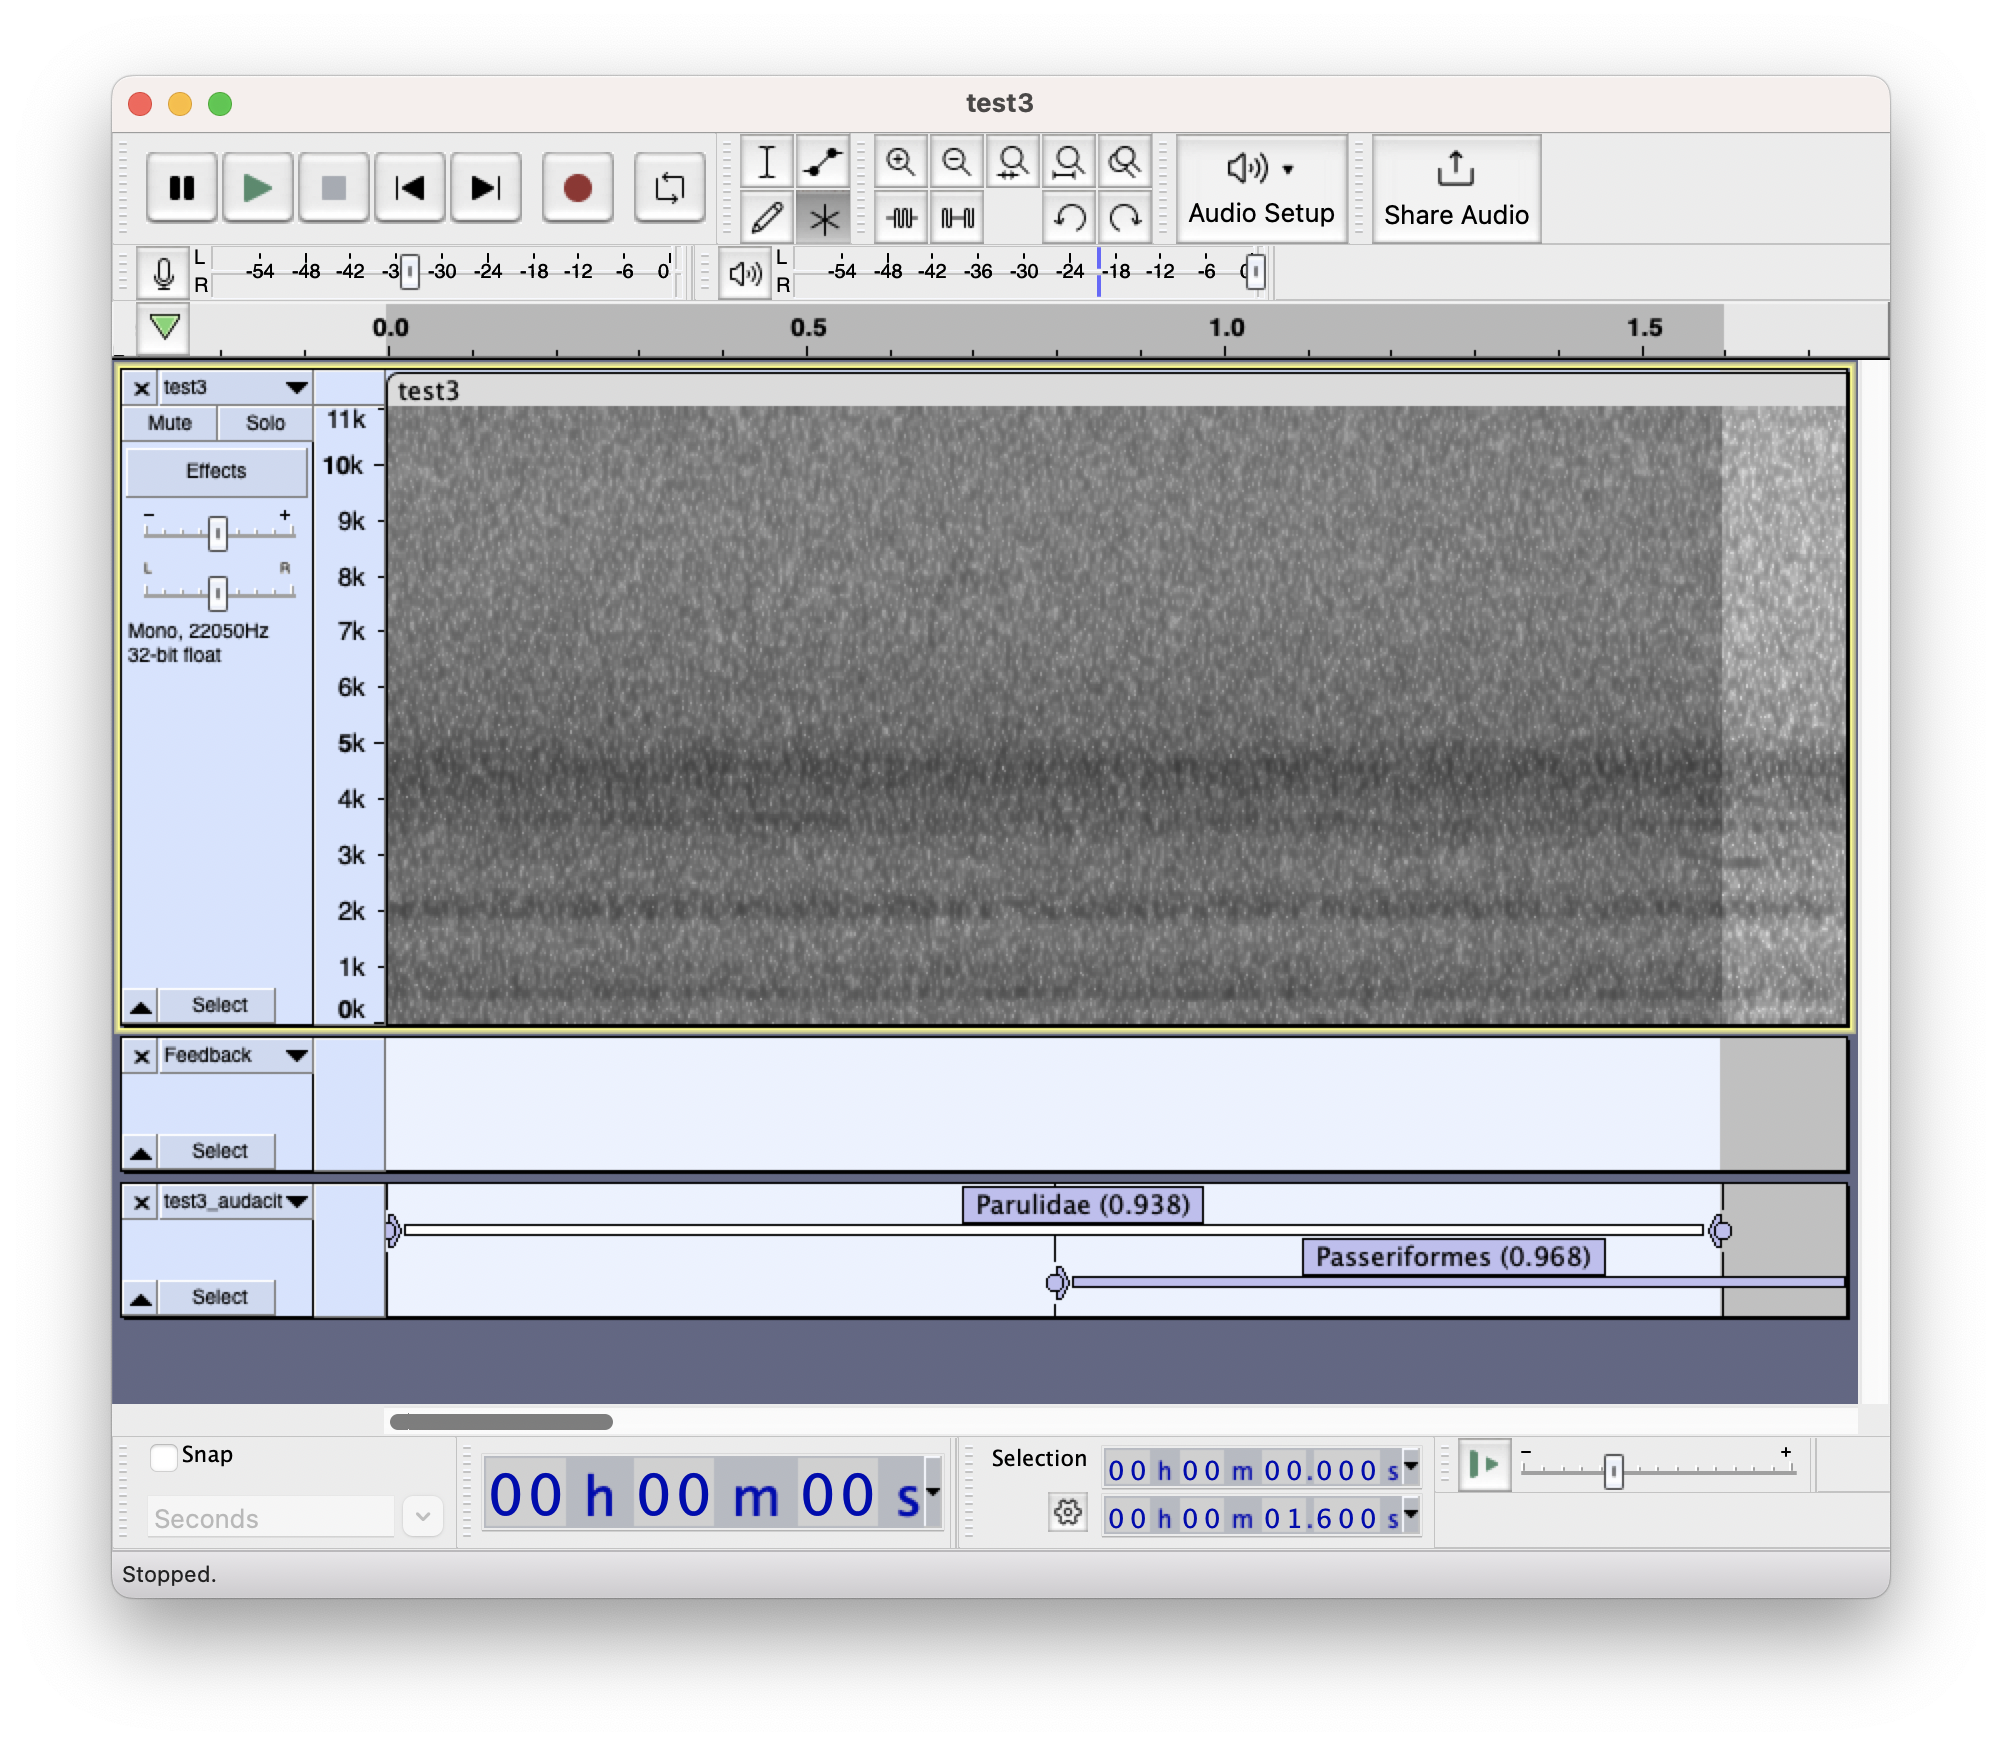 test3
Audio Setup
Share Audio
L
R
-54 -48 -42 -3 -30 -24 -18 -12 -6 0
L
R
-54 -48 -42 -36 -30 -24 -18 -12 -6
0.0 0.5 1.0 1.5
test3
test3
Mute Solo
Effects
- +
L R
Mono, 22050Hz
32-bit float
Select
11k
10k
9k
8k
7k
6k
5k
4k
3k
2k
1k
0k
Feedback
Select
test3_audacit
Select
Parulidae (0.938)
Passeriformes (0.968)
Snap
Seconds
00 h 00 m 00 s
Selection
00 h 00 m 00.000 s
00 h 00 m 01.600 s
- +
Stopped.